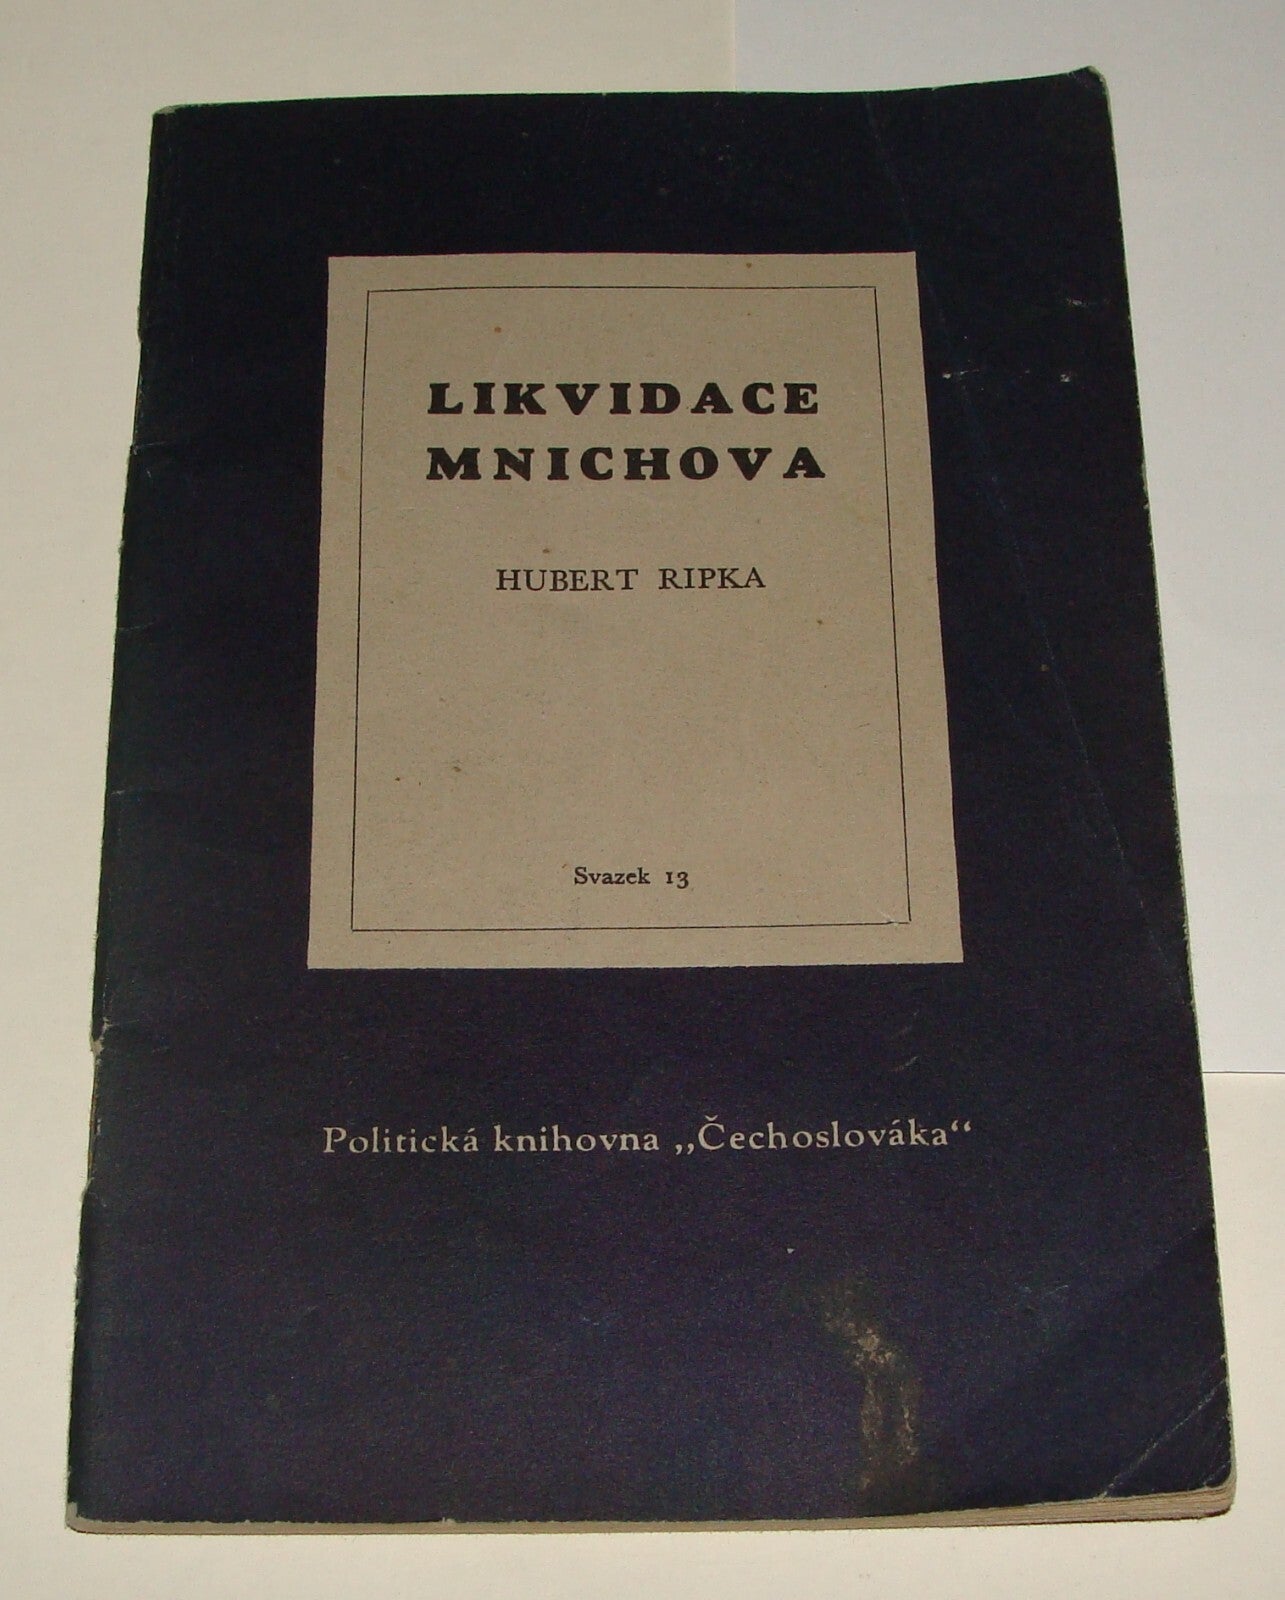 LIKVIDACE
MNICHOVA
HUBERT RIPKA
Svazek 13
Politická knihovna „Čechoslováka“